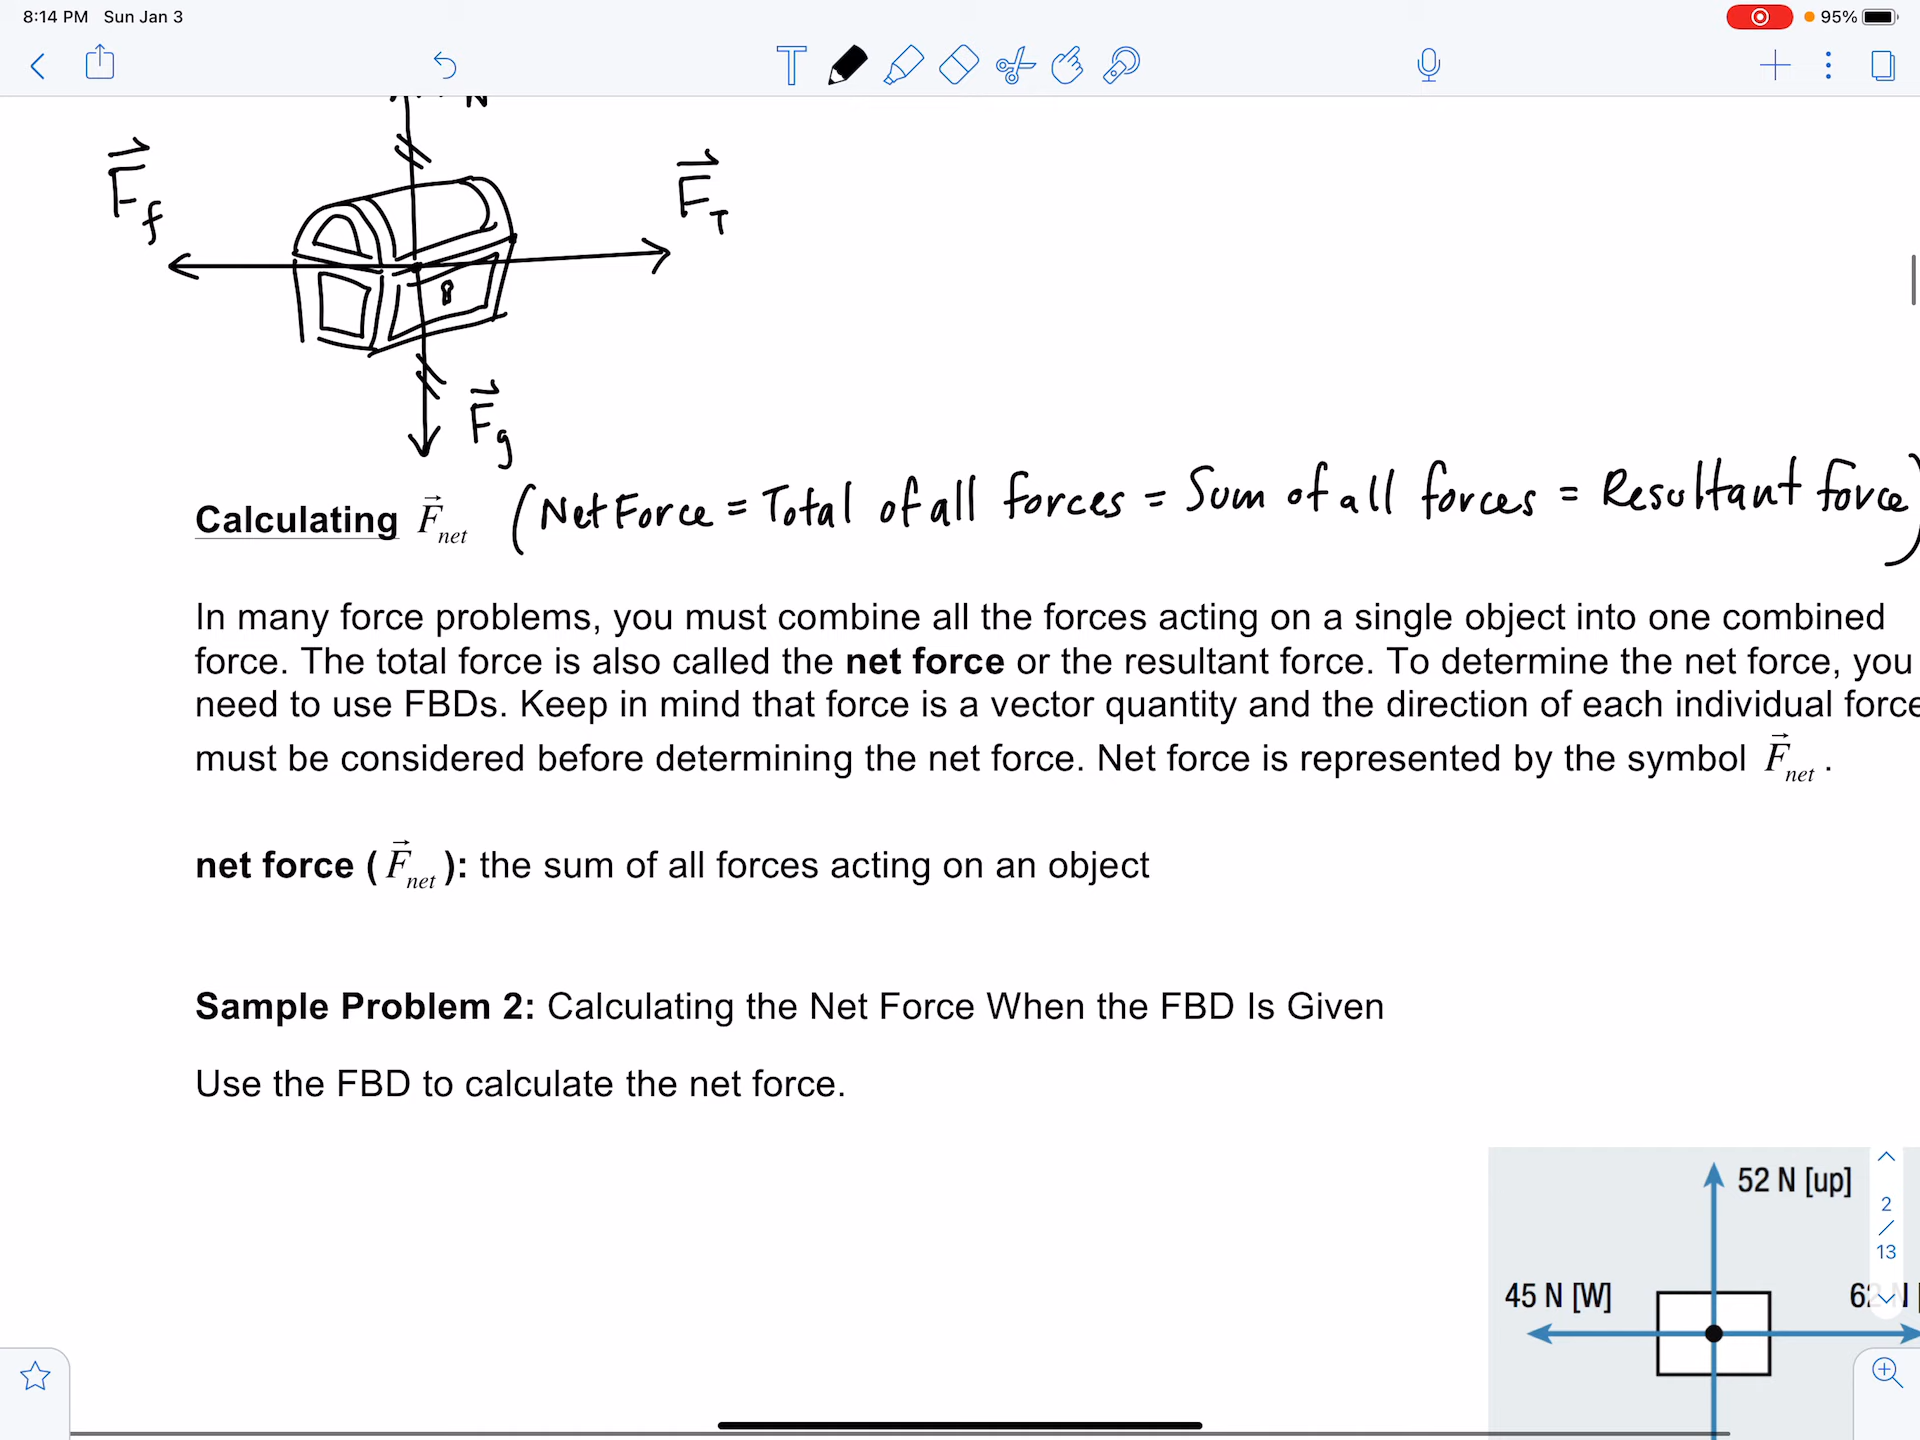 8:14 PM Sun Jan 3
95%
N
F⃗f
F⃗T
F⃗g
Calculating F⃗net (Net Force = Total of all forces = Sum of all forces = Resultant force)
In many force problems, you must combine all the forces acting on a single object into one combined
force. The total force is also called the net force or the resultant force. To determine the net force, you
need to use FBDs. Keep in mind that force is a vector quantity and the direction of each individual force
must be considered before determining the net force. Net force is represented by the symbol F⃗net .
net force ( F⃗net ): the sum of all forces acting on an object
Sample Problem 2: Calculating the Net Force When the FBD Is Given
Use the FBD to calculate the net force.
52 N [up]
2
/
13
45 N [W]